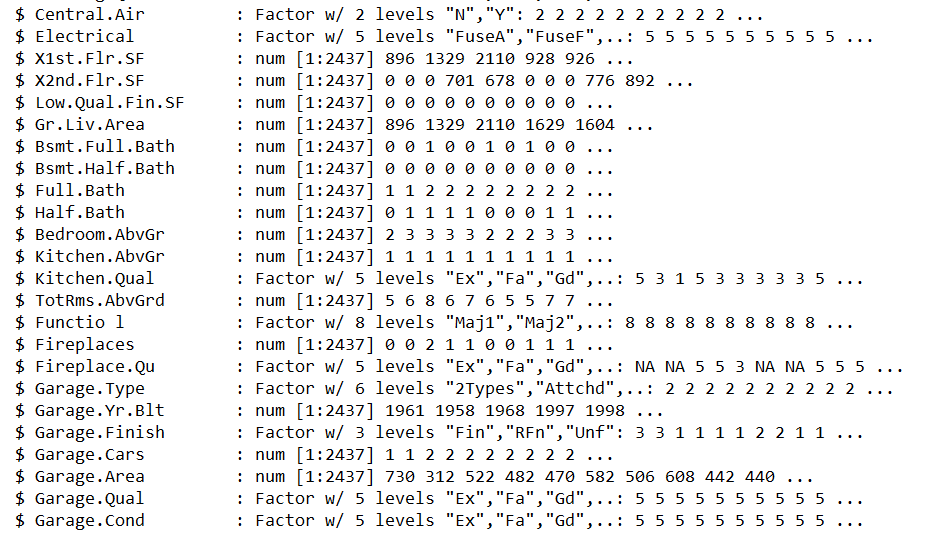 $ Central.Air         : Factor w/ 2 levels "N","Y": 2 2 2 2 2 2 2 2 2 2 ...
$ Electrical          : Factor w/ 5 levels "FuseA","FuseF",..: 5 5 5 5 5 5 5 5 5 5 ...
$ X1st.Flr.SF         : num [1:2437] 896 1329 2110 928 926 ...
$ X2nd.Flr.SF         : num [1:2437] 0 0 0 701 678 0 0 0 776 892 ...
$ Low.Qual.Fin.SF     : num [1:2437] 0 0 0 0 0 0 0 0 0 0 ...
$ Gr.Liv.Area         : num [1:2437] 896 1329 2110 1629 1604 ...
$ Bsmt.Full.Bath      : num [1:2437] 0 0 1 0 0 1 0 1 0 0 ...
$ Bsmt.Half.Bath      : num [1:2437] 0 0 0 0 0 0 0 0 0 0 ...
$ Full.Bath           : num [1:2437] 1 1 2 2 2 2 2 2 2 2 ...
$ Half.Bath           : num [1:2437] 0 1 1 1 1 0 0 0 1 1 ...
$ Bedroom.AbvGr       : num [1:2437] 2 3 3 3 3 2 2 2 3 3 ...
$ Kitchen.AbvGr       : num [1:2437] 1 1 1 1 1 1 1 1 1 1 ...
$ Kitchen.Qual        : Factor w/ 5 levels "Ex","Fa","Gd",..: 5 3 1 5 3 3 3 3 3 5 ...
$ TotRms.AbvGrd       : num [1:2437] 5 6 8 6 7 6 5 5 7 7 ...
$ Functio l           : Factor w/ 8 levels "Maj1","Maj2",..: 8 8 8 8 8 8 8 8 8 8 ...
$ Fireplaces          : num [1:2437] 0 0 2 1 1 0 0 1 1 1 ...
$ Fireplace.Qu        : Factor w/ 5 levels "Ex","Fa","Gd",..: NA NA 5 5 3 NA NA 5 5 5 ...
$ Garage.Type         : Factor w/ 6 levels "2Types","Attchd",..: 2 2 2 2 2 2 2 2 2 2 ...
$ Garage.Yr.Blt       : num [1:2437] 1961 1958 1968 1997 1998 ...
$ Garage.Finish       : Factor w/ 3 levels "Fin","RFn","Unf": 3 3 1 1 1 1 2 2 1 1 ...
$ Garage.Cars         : num [1:2437] 1 1 2 2 2 2 2 2 2 2 ...
$ Garage.Area         : num [1:2437] 730 312 522 482 470 582 506 608 442 440 ...
$ Garage.Qual         : Factor w/ 5 levels "Ex","Fa","Gd",..: 5 5 5 5 5 5 5 5 5 5 ...
$ Garage.Cond         : Factor w/ 5 levels "Ex","Fa","Gd",..: 5 5 5 5 5 5 5 5 5 5 ...